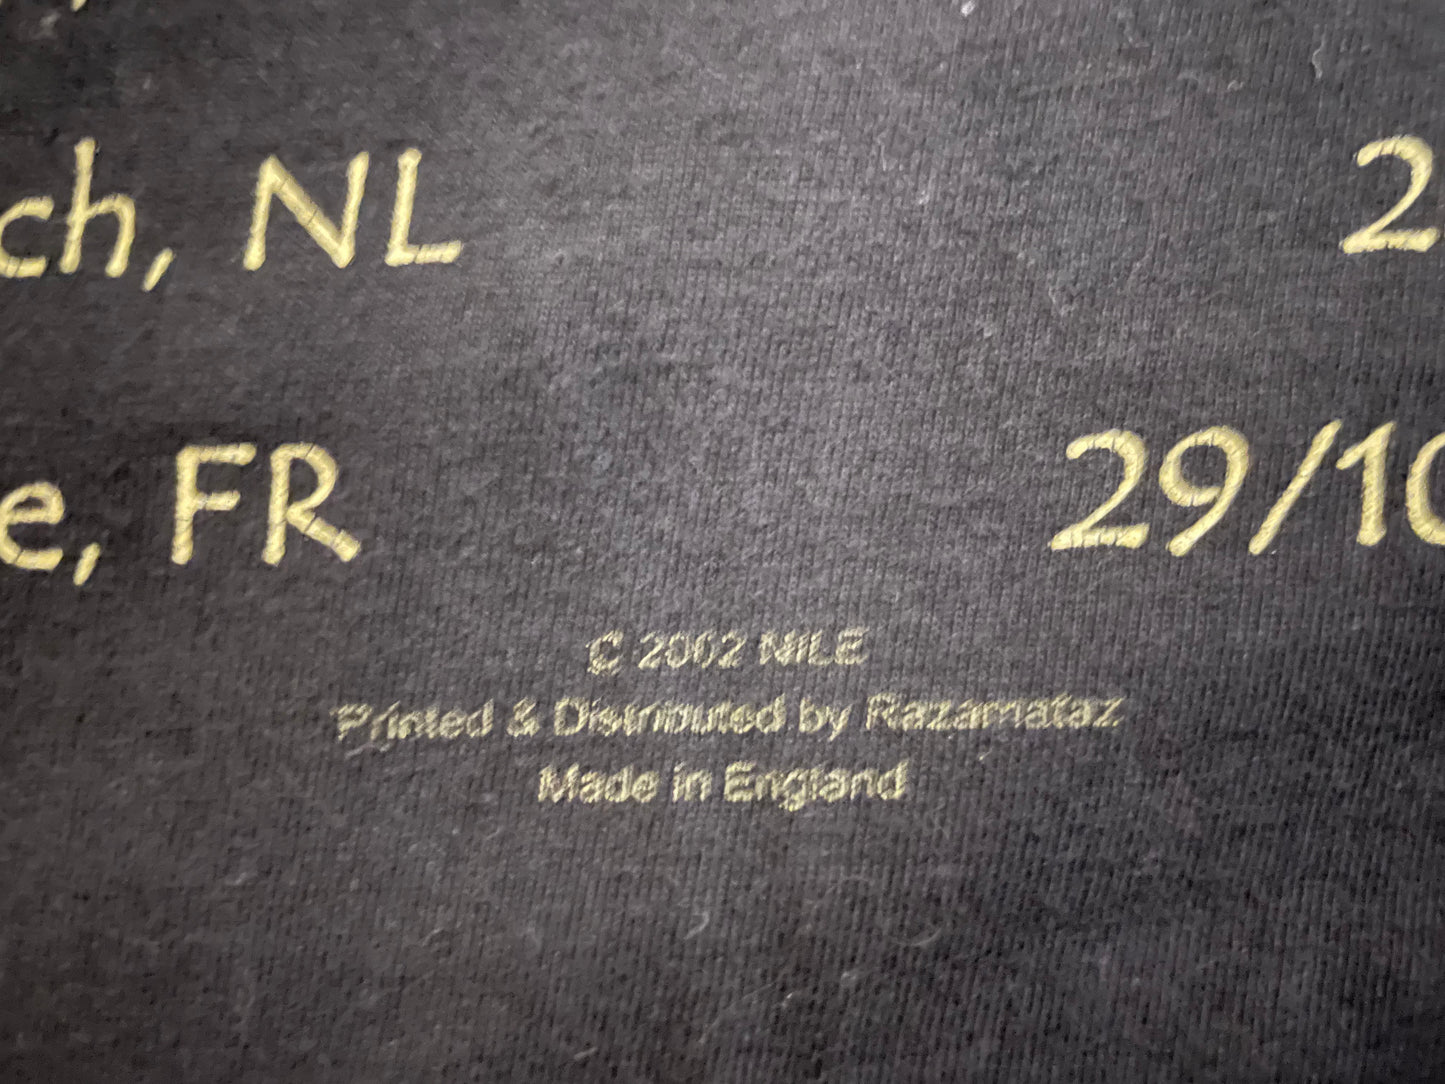 ch, NL 2
e, FR 29/10
© 2002 NILE
Printed & Distributed by Razamataz
Made in England